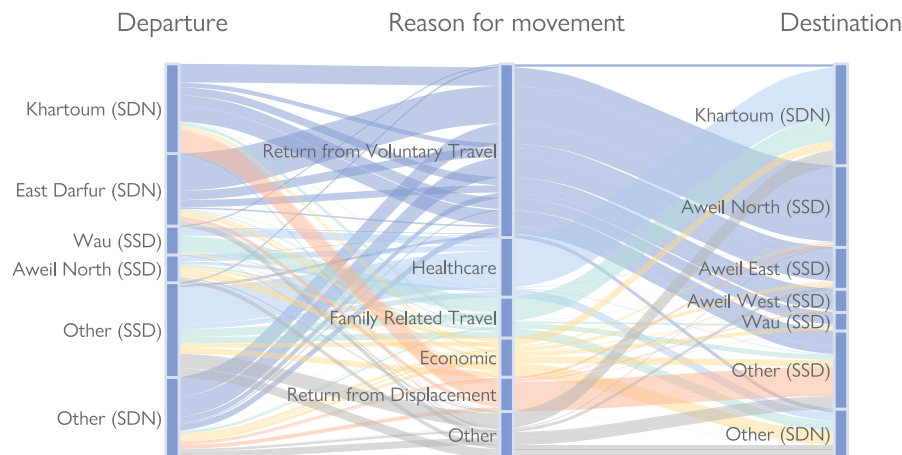 Departure
Reason for movement
Destination
Khartoum (SDN)
East Darfur (SDN)
Wau (SSD)
Aweil North (SSD)
Other (SSD)
Other (SDN)
Return from Voluntary Travel
Healthcare
Family Related Travel
Economic
Return from Displacement
Other
Khartoum (SDN)
Aweil North (SSD)
Aweil East (SSD)
Aweil West (SSD)
Wau (SSD)
Other (SSD)
Other (SDN)